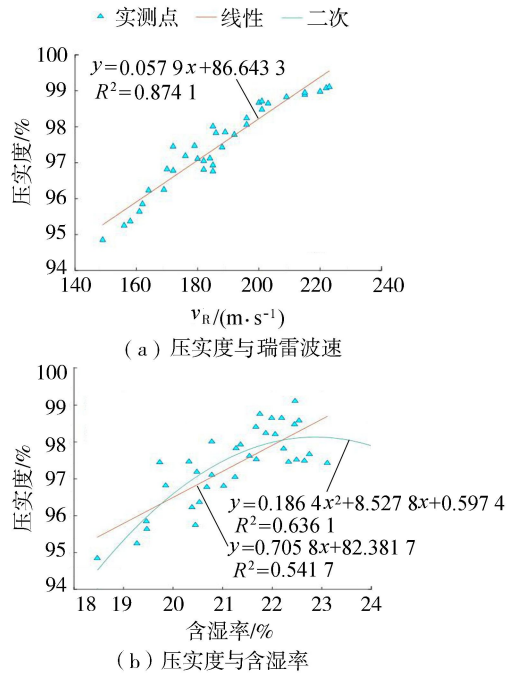 实测点 线性 二次
100
99
98
97
96
95
94
压实度/%
y=0.057 9x+86.643 3
R²=0.874 1
140 160 180 200 220 240
vR/(m·s⁻¹)
(a)压实度与瑞雷波速
100
99
98
97
96
95
94
压实度/%
y=0.186 4x²+8.527 8x+0.597 4
R²=0.636 1
y=0.705 8x+82.381 7
R²=0.541 7
18 19 20 21 22 23 24
含湿率/%
(b)压实度与含湿率